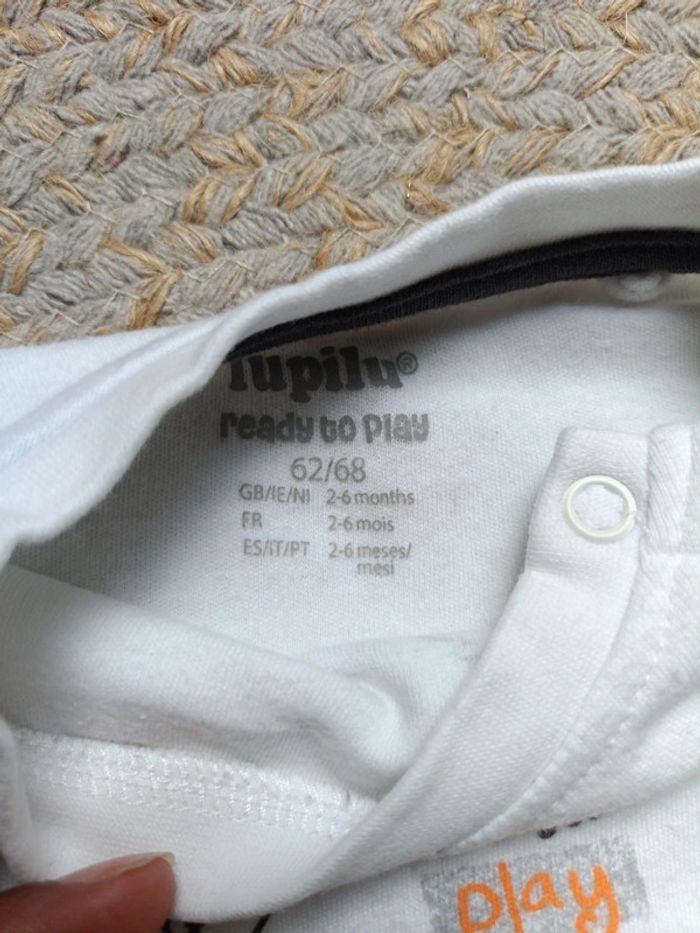 lupilu®
ready to play
62/68
GB/IE/NI 2-6 months
FR 2-6 mois
ES/IT/PT 2-6 meses/
mesi
play